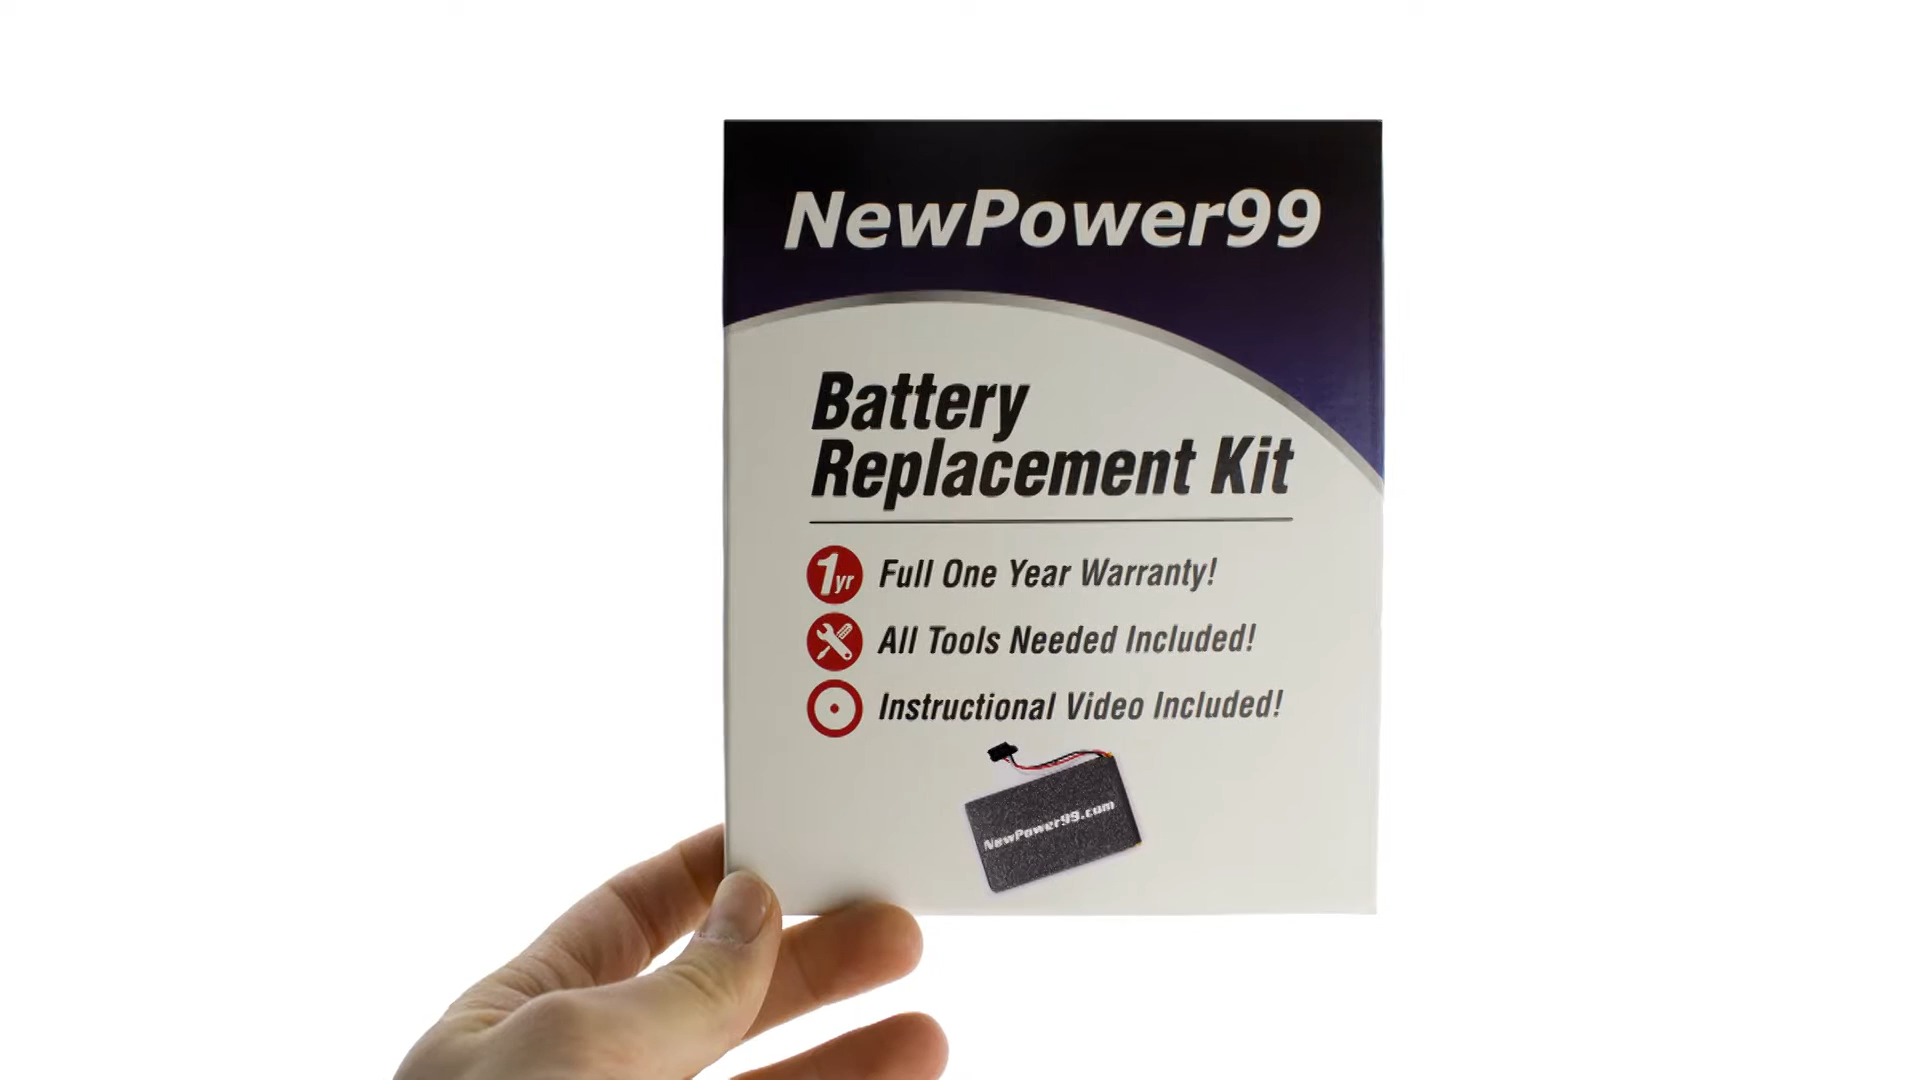 NewPower99
Battery
Replacement Kit
1yr Full One Year Warranty!
All Tools Needed Included!
Instructional Video Included!
NewPower99.com